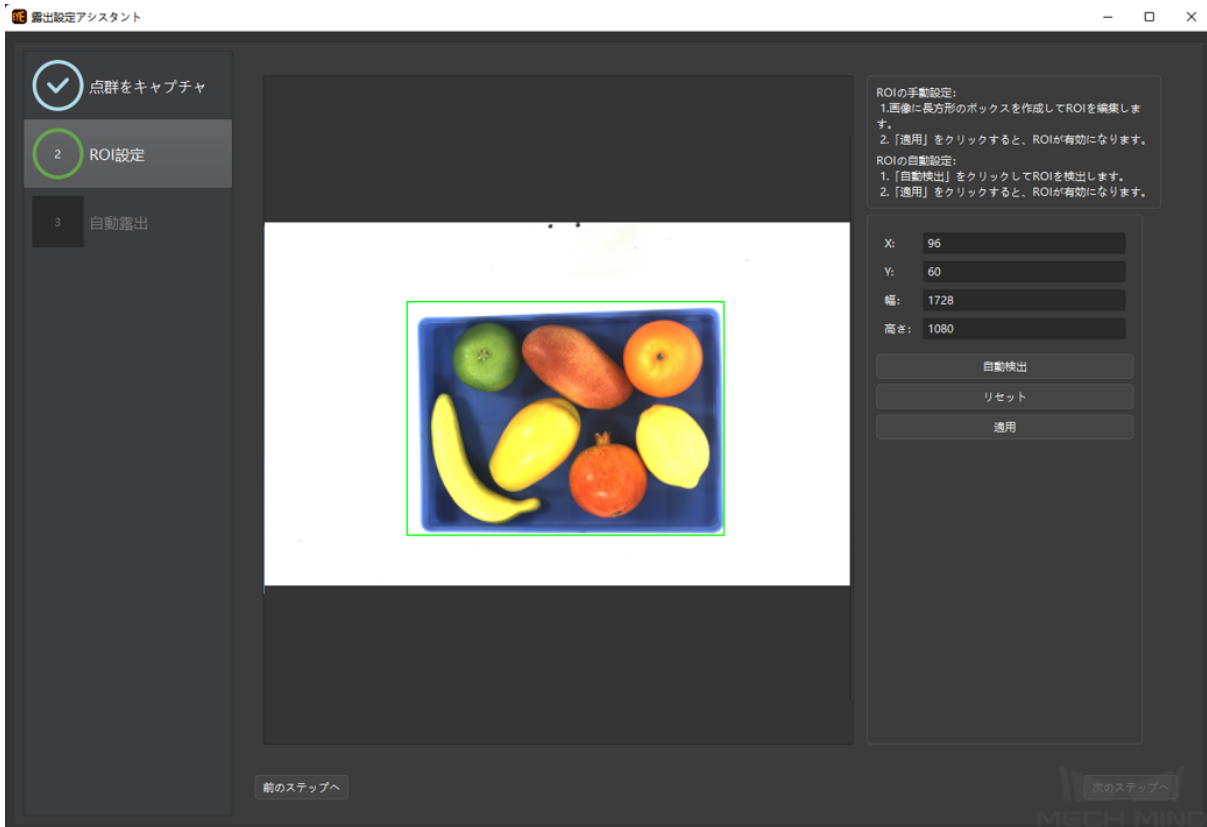 露出設定アシスタント
点群をキャプチャ
2 ROI設定
3 自動露出
ROIの手動設定:
1.画像に長方形のボックスを作成してROIを編集しま
す。
2.「適用」をクリックすると、ROIが有効になります。
ROIの自動設定:
1.「自動検出」をクリックしてROIを検出します。
2.「適用」をクリックすると、ROIが有効になります。
X: 96
Y: 60
幅: 1728
高さ: 1080
自動検出
リセット
適用
前のステップへ
次のステップへ
MECH MIND